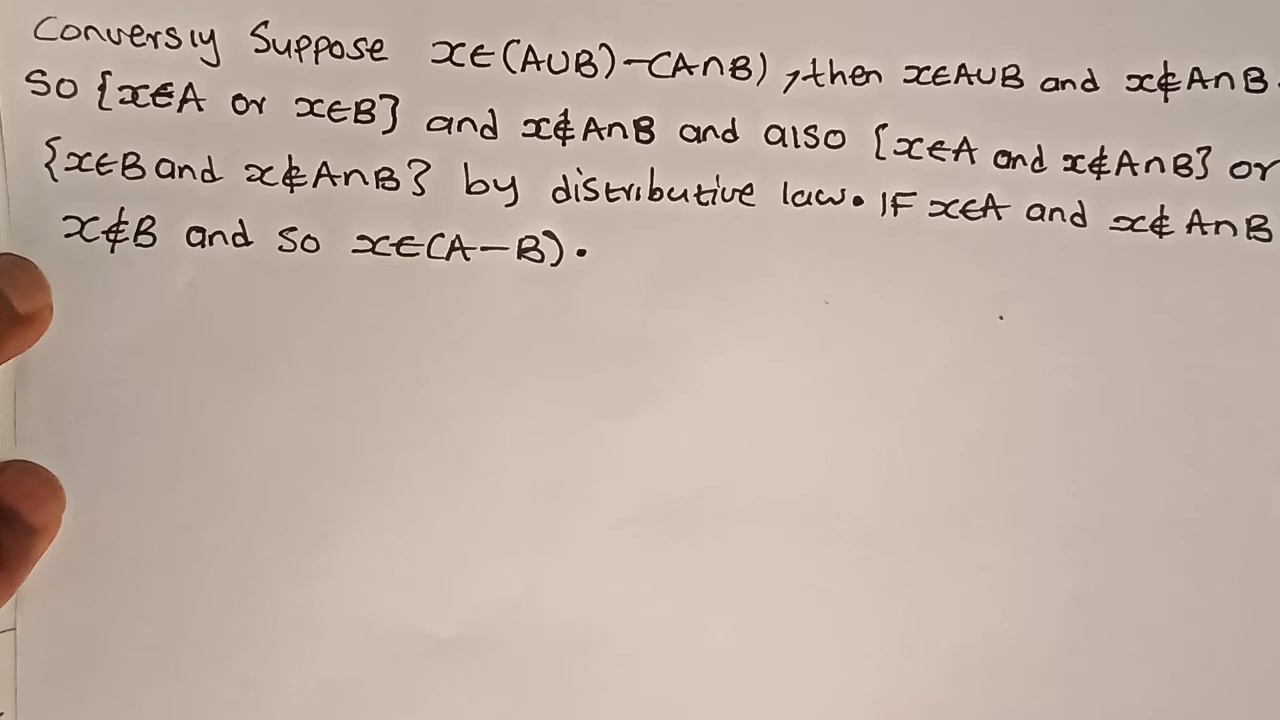 Conversly Suppose x∈(A∪B)-(A∩B), then x∈A∪B and x∉A∩B.
So {x∈A or x∈B} and x∉A∩B and also {x∈A and x∉A∩B} or
{x∈B and x∉A∩B} by distributive law. IF x∈A and x∉A∩B
x∉B and so x∈(A-B).